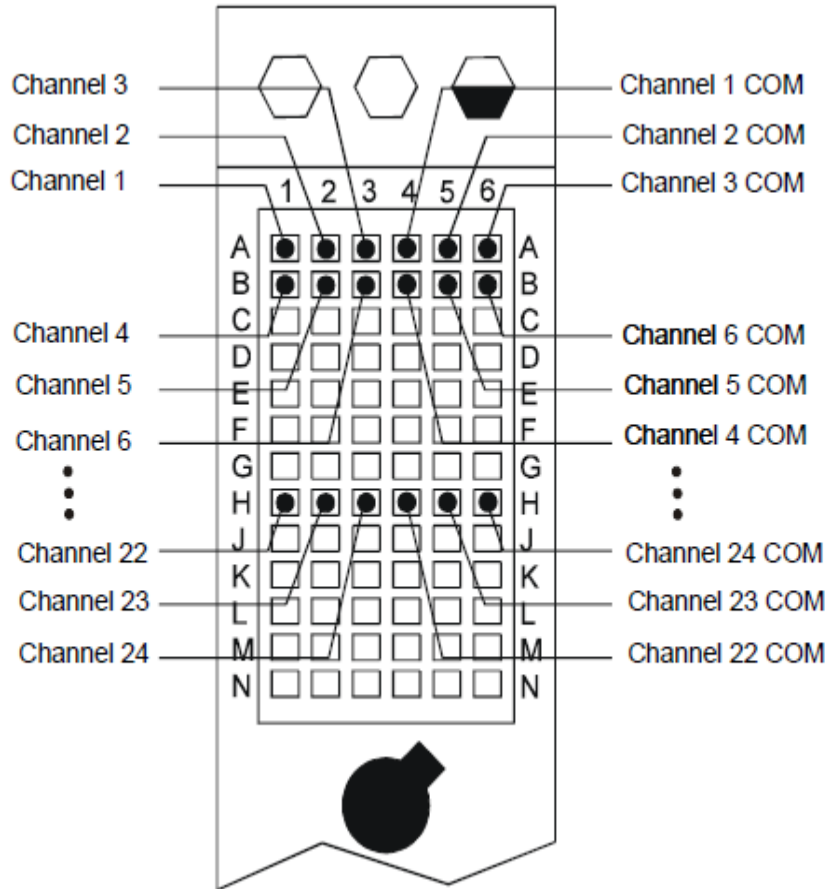 Channel 3
Channel 1 COM
Channel 2
Channel 2 COM
Channel 1
Channel 3 COM
1 2 3 4 5 6
A A
B B
C C
Channel 4
Channel 6 COM
D D
Channel 5
Channel 5 COM
E E
F F
Channel 6
Channel 4 COM
G G
H H
J J
Channel 22
Channel 24 COM
K K
Channel 23
Channel 23 COM
L L
M M
Channel 24
Channel 22 COM
N N